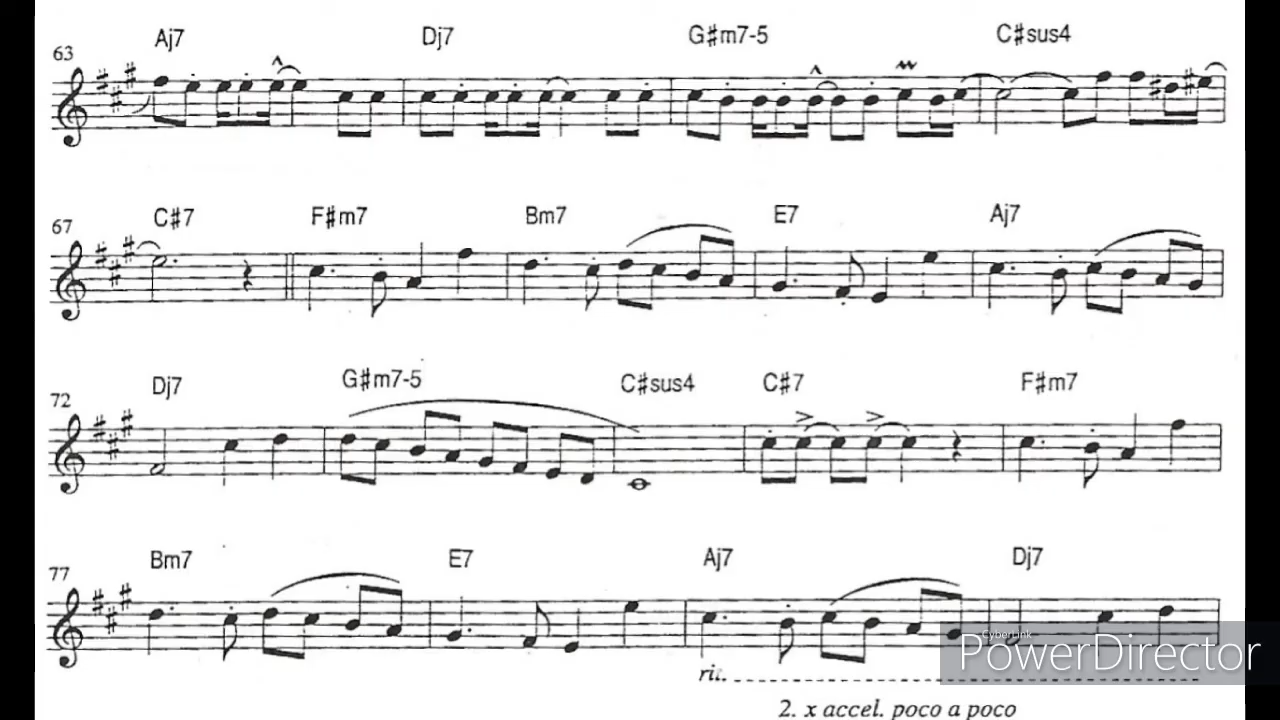 63 Aj7 Dj7 G♯m7-5 C♯sus4
67 C♯7 F♯m7 Bm7 E7 Aj7
72 Dj7 G♯m7-5 C♯sus4 C♯7 F♯m7
77 Bm7 E7 Aj7 Dj7
CyberLink
PowerDirector
rit.
2. x accel. poco a poco